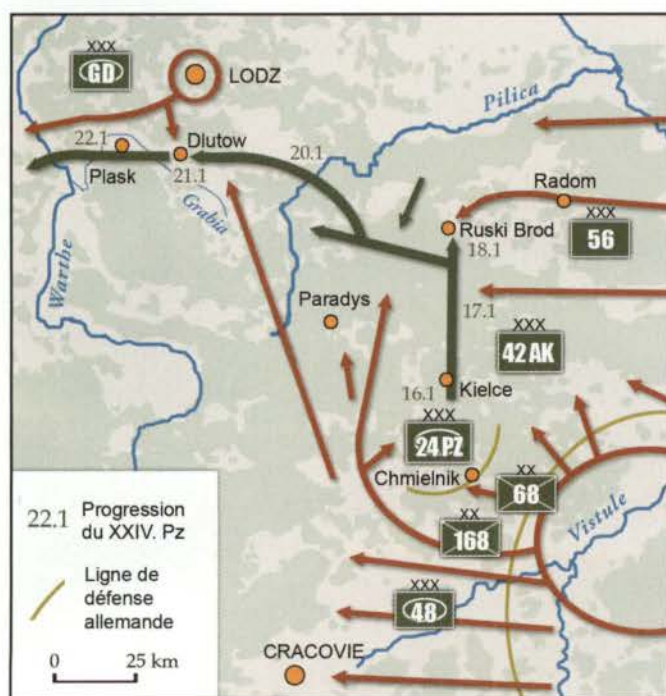 XXX
GD
LODZ
Pilica
22.1
Dlutow
20.1
Plask
21.1
Grabia
Radom
XXX
56
Ruski Brod
18.1
Warthe
Paradys
17.1
XXX
42 AK
16.1
Kielce
XXX
24 PZ
Chmielnik
XX
68
XX
168
Vistule
XXX
48
CRACOVIE
22.1 Progression
du XXIV. Pz
Ligne de
défense
allemande
0 25 km